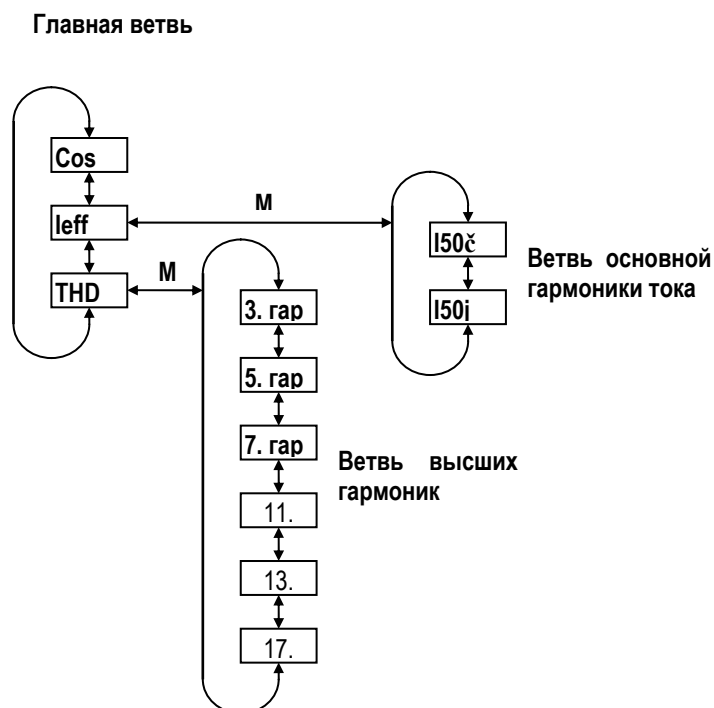 Главная ветвь
Cos
Ieff
THD
М
М
I50č
I50j
Ветвь основной
гармоники тока
3. гар
5. гар
7. гар
11.
13.
17.
Ветвь высших
гармоник